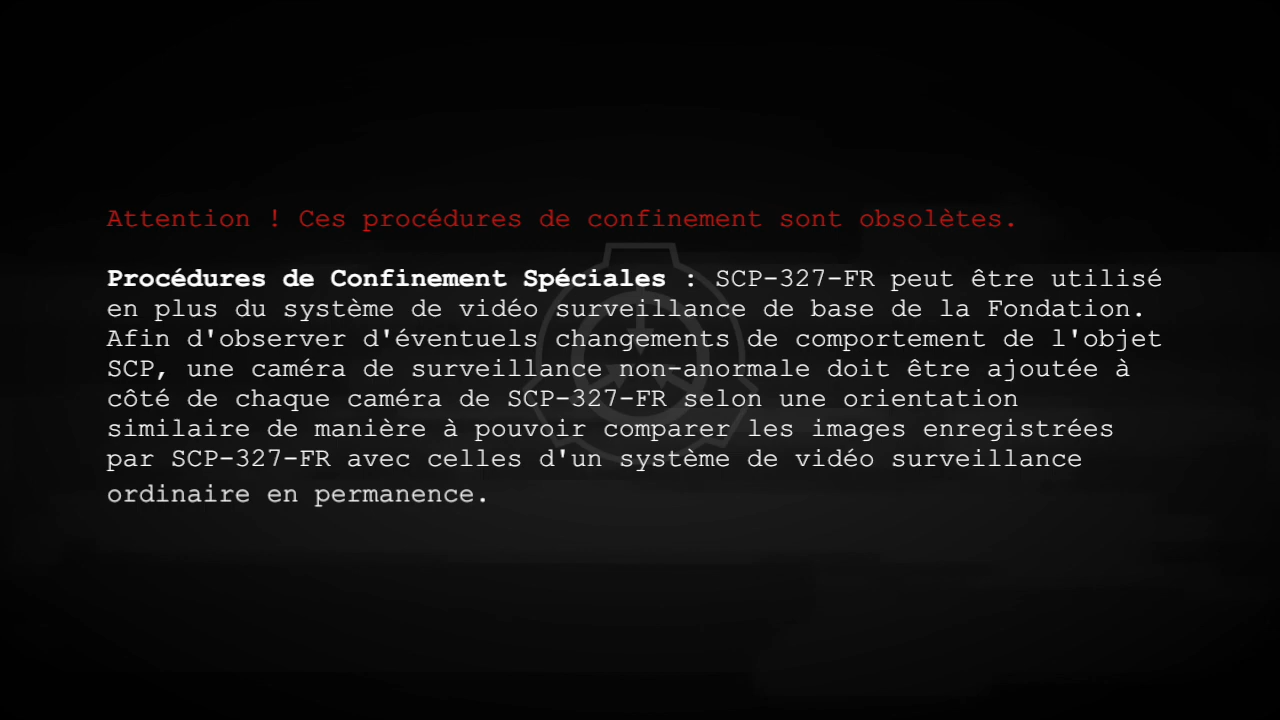 Attention ! Ces procédures de confinement sont obsolètes.
Procédures de Confinement Spéciales : SCP-327-FR peut être utilisé
en plus du système de vidéo surveillance de base de la Fondation.
Afin d'observer d'éventuels changements de comportement de l'objet
SCP, une caméra de surveillance non-anormale doit être ajoutée à
côté de chaque caméra de SCP-327-FR selon une orientation
similaire de manière à pouvoir comparer les images enregistrées
par SCP-327-FR avec celles d'un système de vidéo surveillance
ordinaire en permanence.